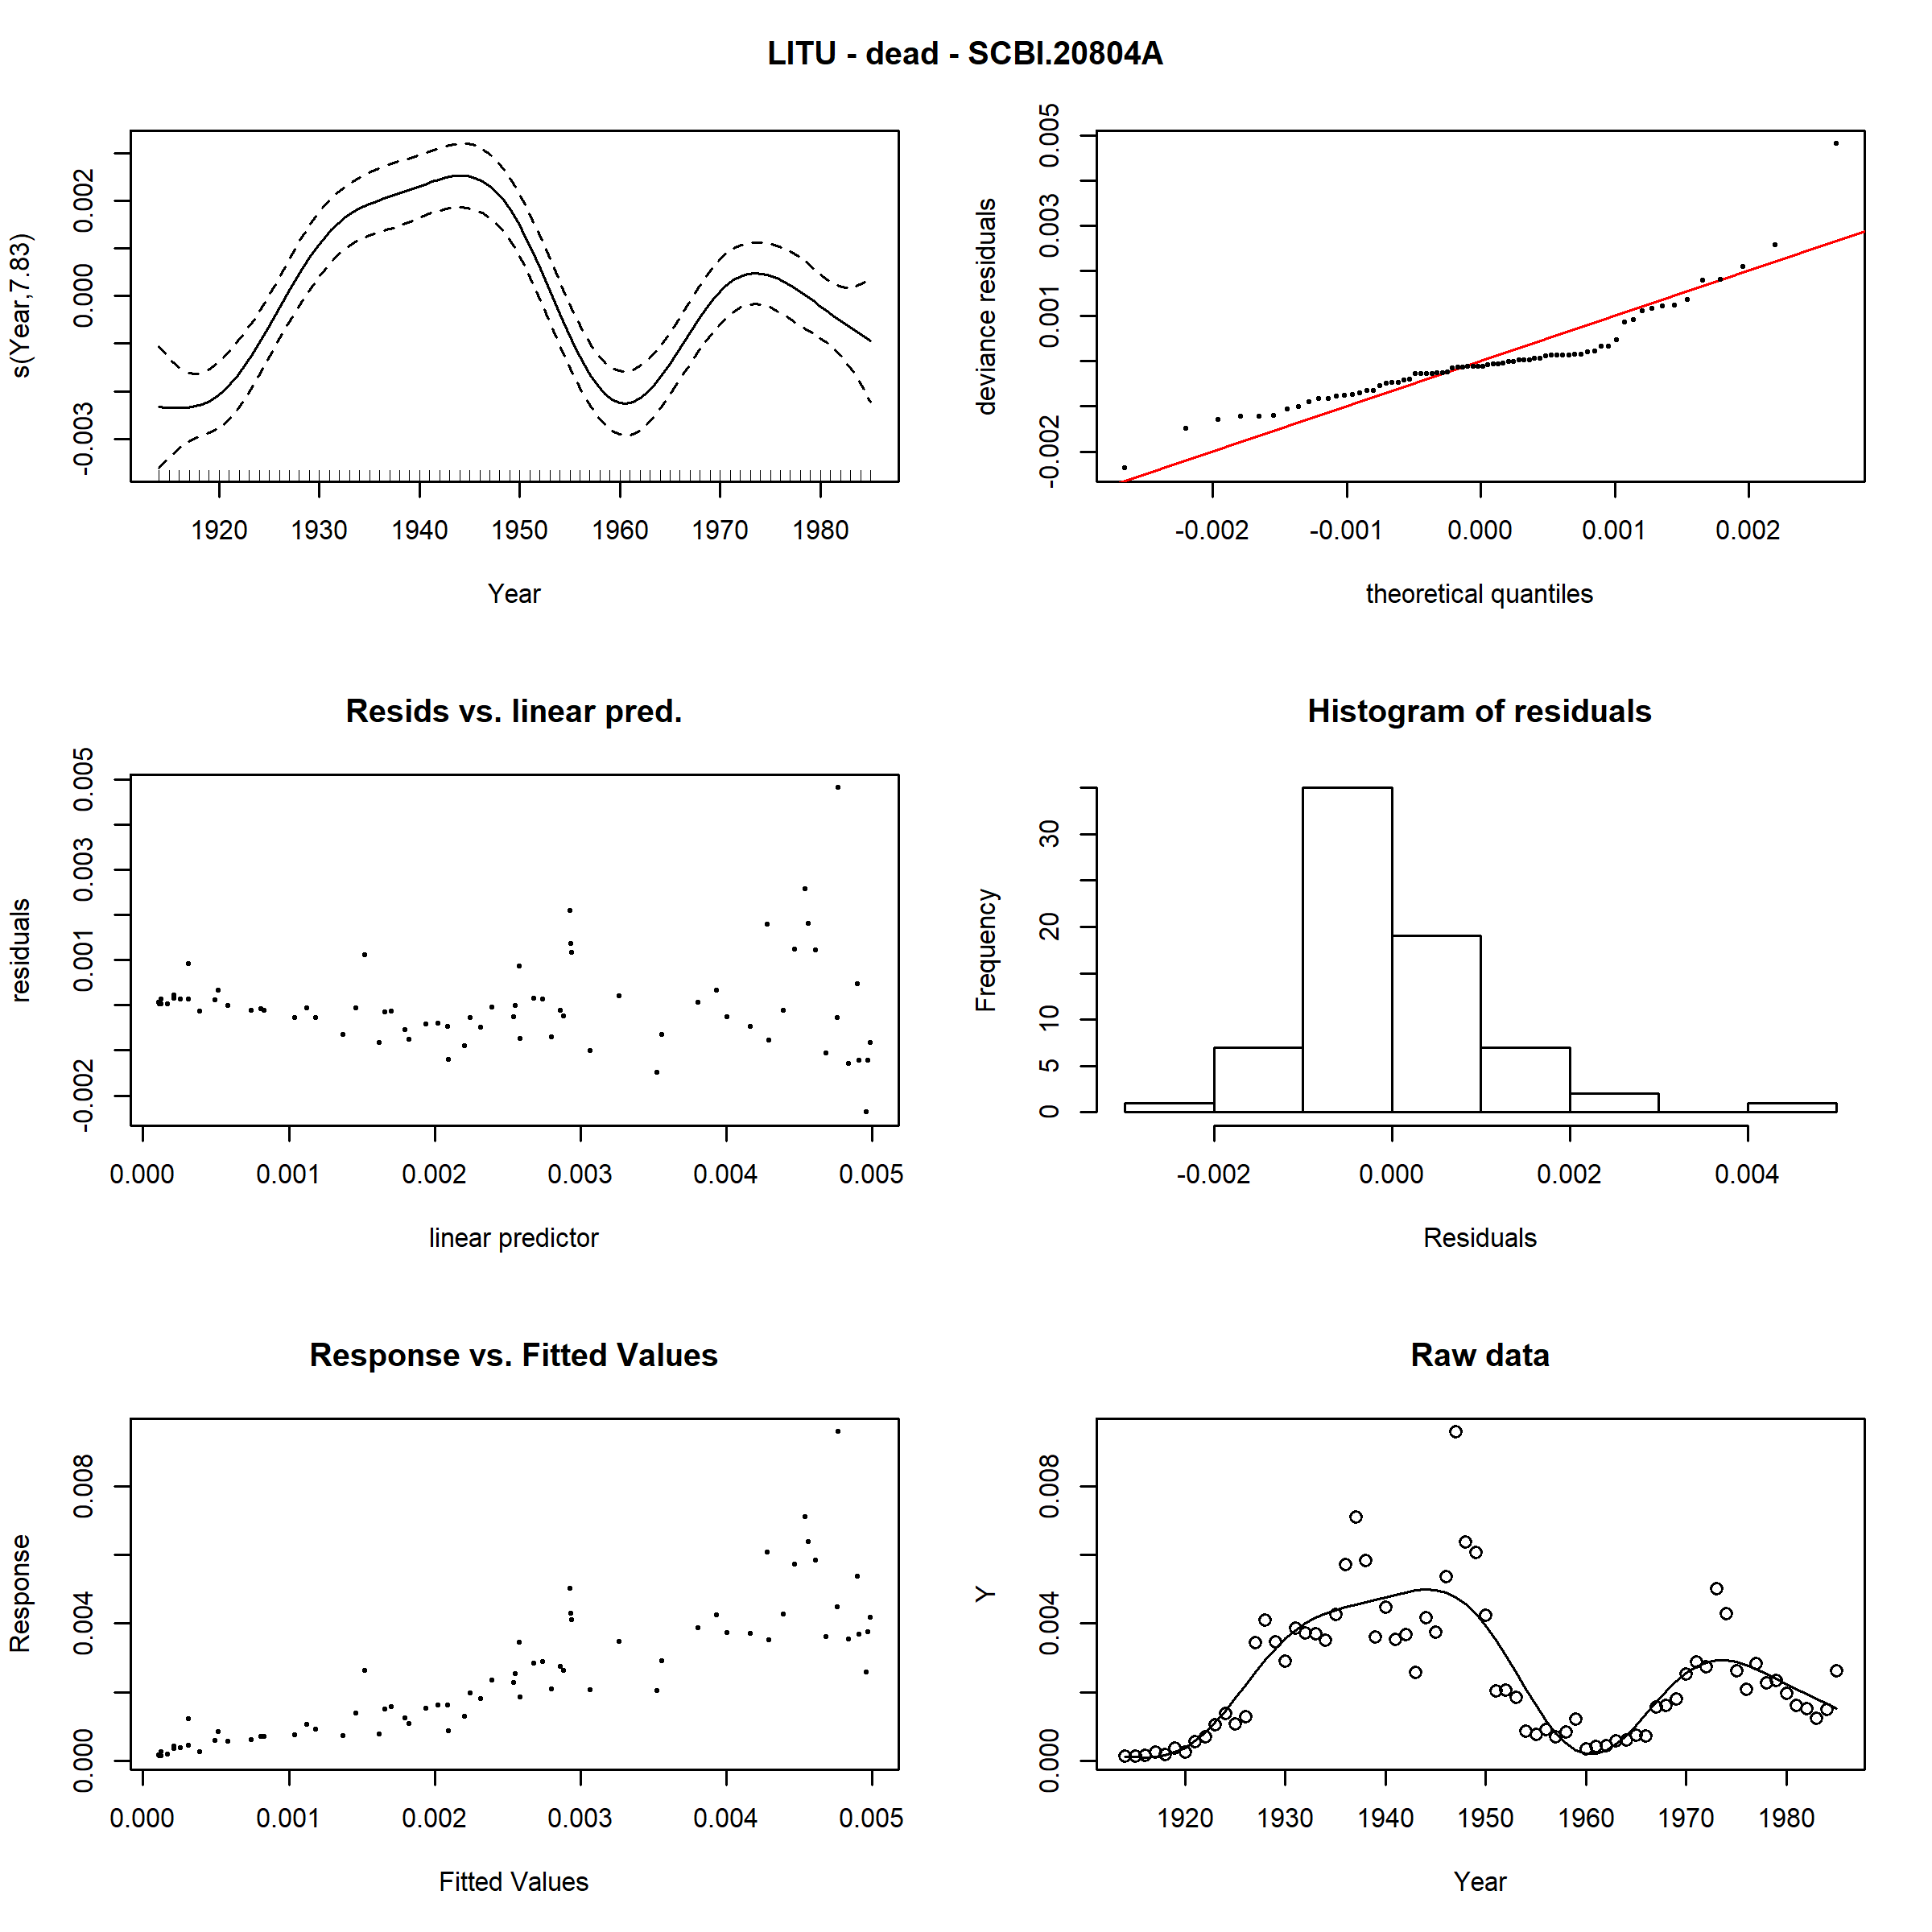 LITU - dead - SCBI.20804A
s(Year,7.83)
-0.003 0.000 0.002
1920 1930 1940 1950 1960 1970 1980
Year
deviance residuals
-0.002 0.001 0.003 0.005
-0.002 -0.001 0.000 0.001 0.002
theoretical quantiles
Resids vs. linear pred.
residuals
-0.002 0.001 0.003 0.005
0.000 0.001 0.002 0.003 0.004 0.005
linear predictor
Histogram of residuals
Frequency
0 5 10 20 30
-0.002 0.000 0.002 0.004
Residuals
Response vs. Fitted Values
Response
0.000 0.004 0.008
0.000 0.001 0.002 0.003 0.004 0.005
Fitted Values
Raw data
Y
0.000 0.004 0.008
1920 1930 1940 1950 1960 1970 1980
Year